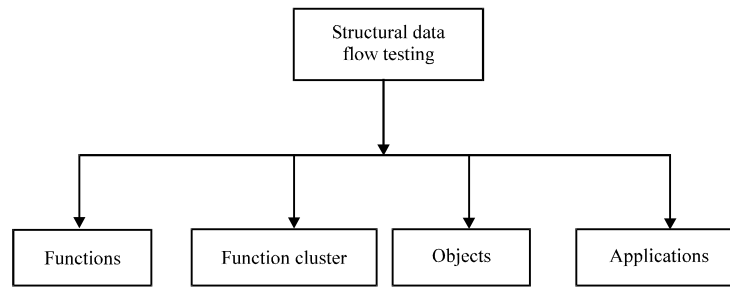 Structural data
flow testing
Functions
Function cluster
Objects
Applications